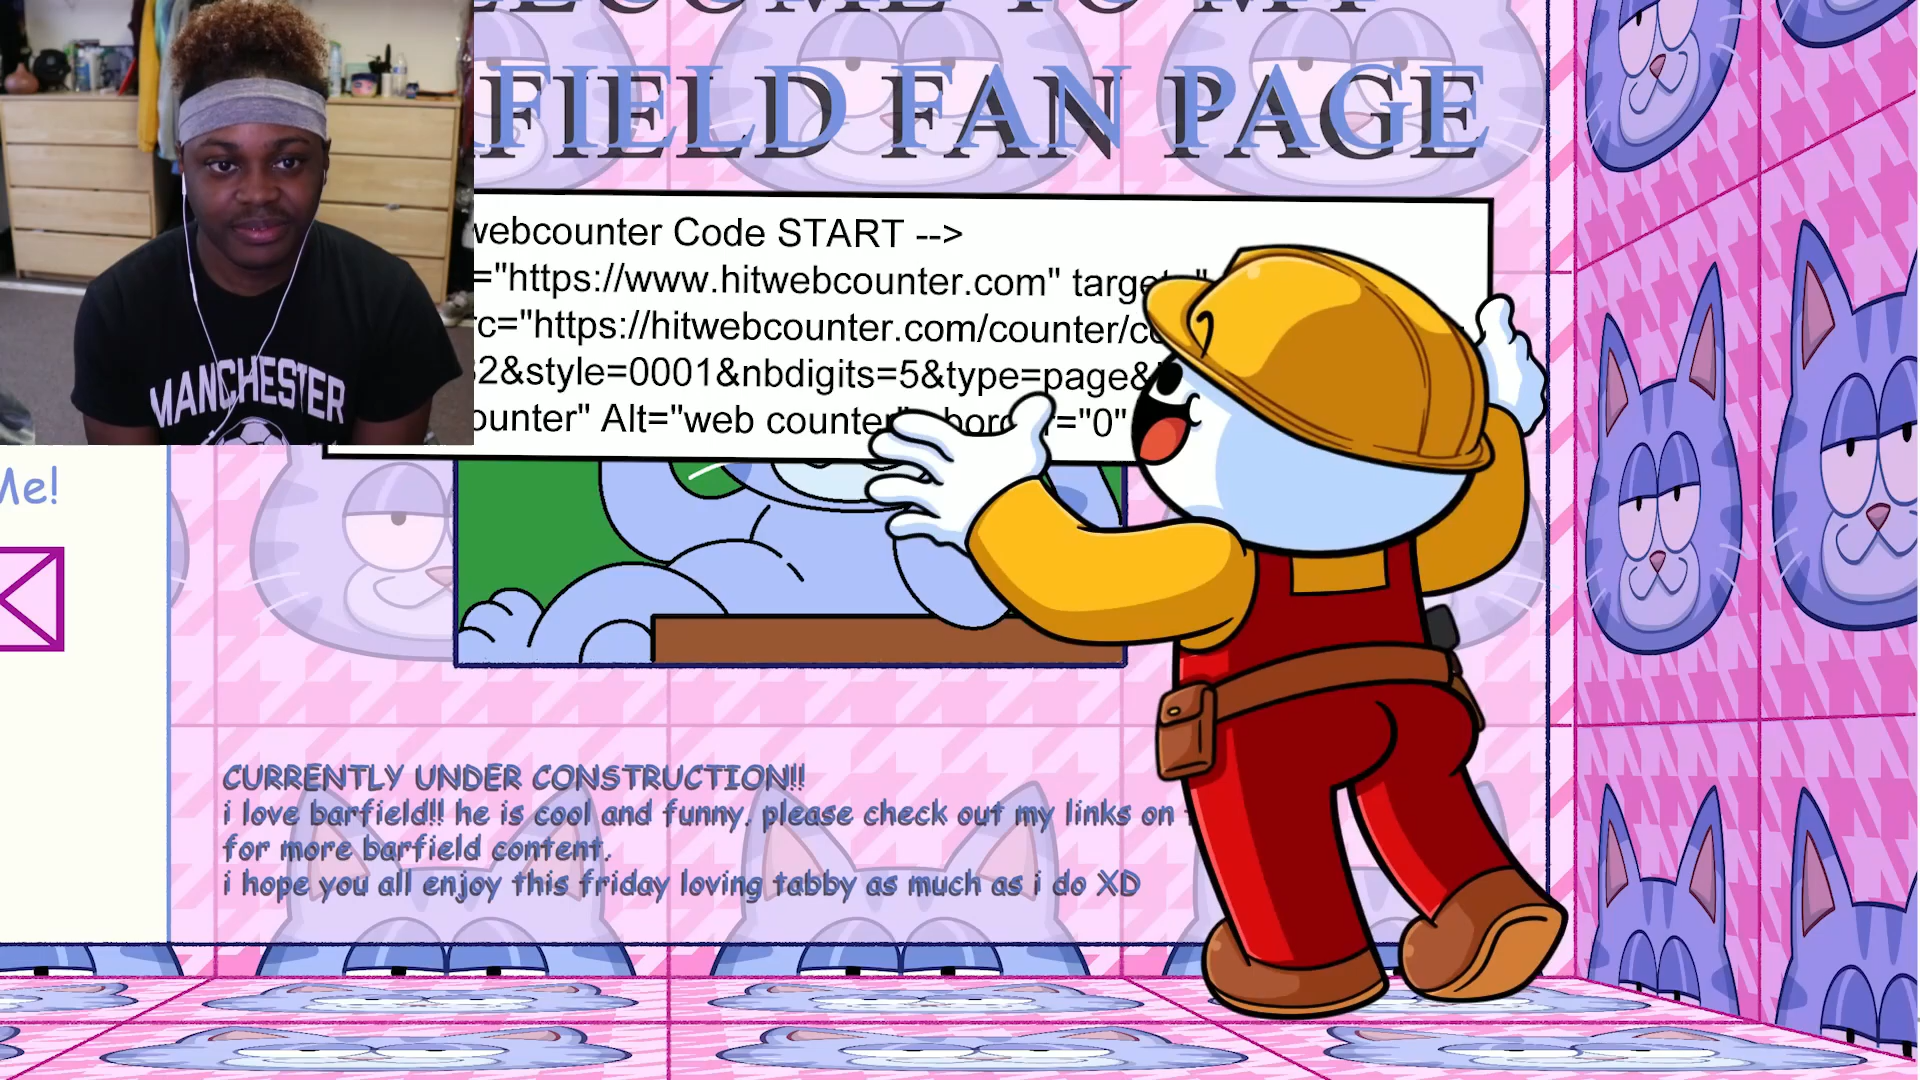 FIELD FAN PAGE
webcounter Code START -->
="https://www.hitwebcounter.com"
="https://hitwebcounter.com/counter/
2&style=0001&nbdigits=5&type=page&
ounter" Alt="web counter" ="0"
MANCHESTER
Me!
CURRENTLY UNDER CONSTRUCTION!!
i love barfield!! he is cool and funny. please check out my links on
for more barfield content.
i hope you all enjoy this friday loving tabby as much as i do XD